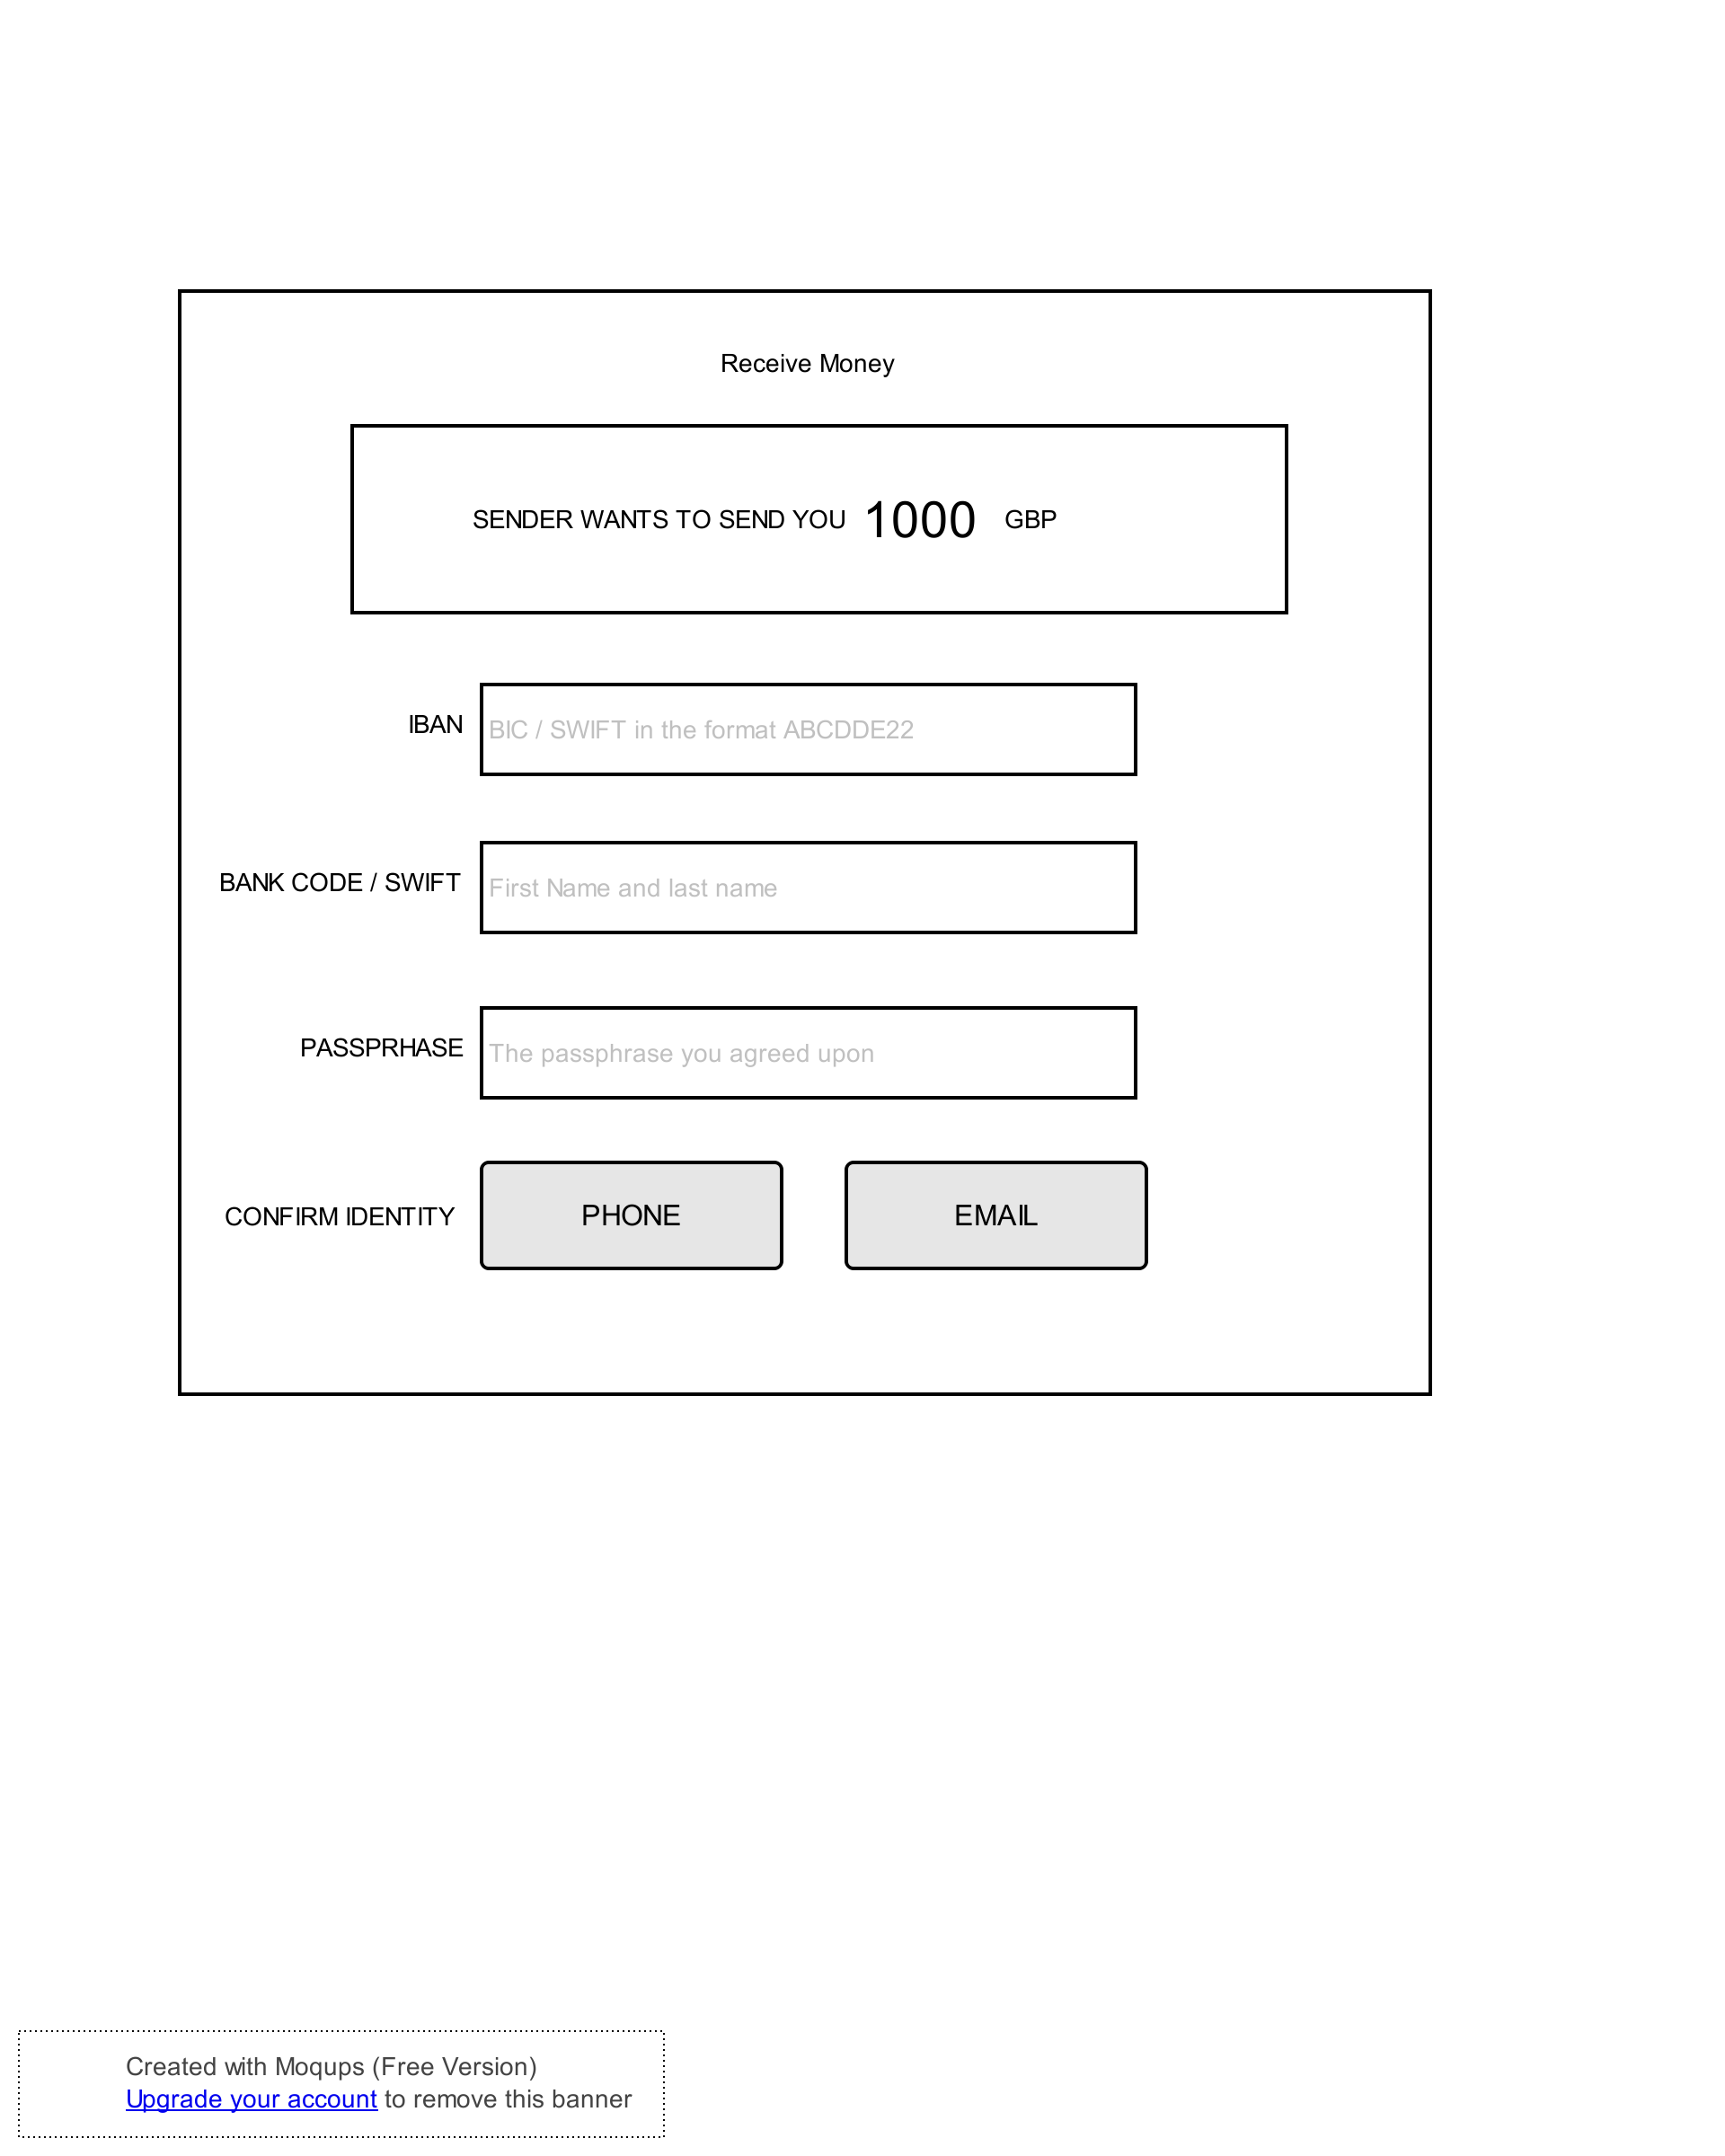 Receive Money
SENDER WANTS TO SEND YOU 1000 GBP
IBAN BIC / SWIFT in the format ABCDDE22
BANK CODE / SWIFT First Name and last name
PASSPRHASE The passphrase you agreed upon
CONFIRM IDENTITY PHONE EMAIL
Created with Moqups (Free Version)
Upgrade your account to remove this banner